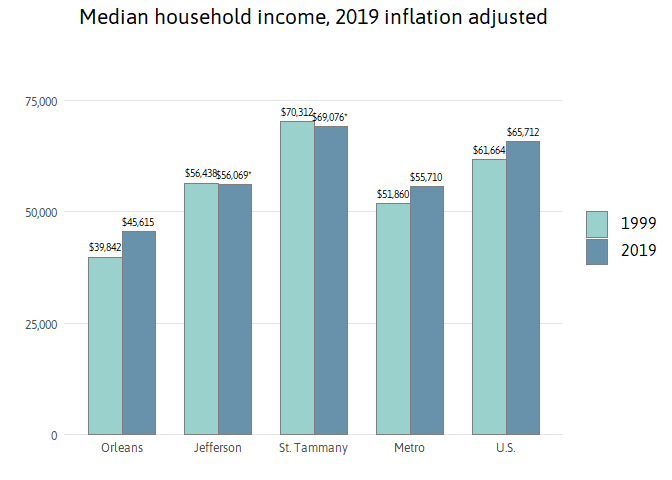 Median household income, 2019 inflation adjusted
75,000
50,000
25,000
0
$39,842
$45,615
$56,438
$56,069*
$70,312
$69,076*
$51,860
$55,710
$61,664
$65,712
Orleans
Jefferson
St. Tammany
Metro
U.S.
1999
2019